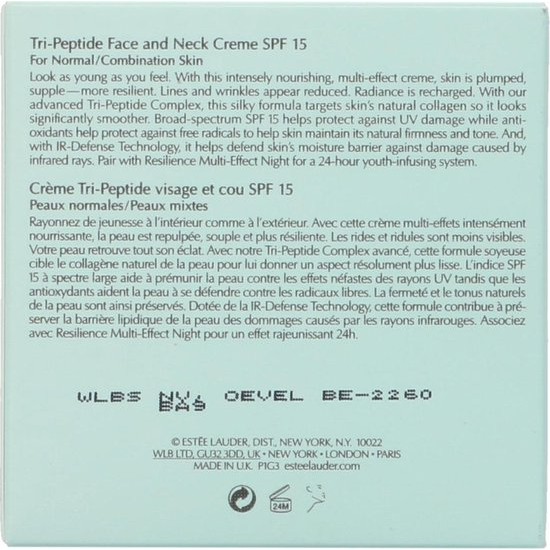 Tri-Peptide Face and Neck Creme SPF 15
For Normal/Combination Skin
Look as young as you feel. With this intensely nourishing, multi-effect creme, skin is plumped,
supple—more resilient. Lines and wrinkles appear reduced. Radiance is recharged. With our
advanced Tri-Peptide Complex, this silky formula targets skin's natural collagen so it looks
significantly smoother. Broad-spectrum SPF 15 helps protect against UV damage while anti-
oxidants help protect against free radicals to help skin maintain its natural firmness and tone. And,
with IR-Defense Technology, it helps defend skin's moisture barrier against damage caused by
infrared rays. Pair with Resilience Multi-Effect Night for a 24-hour youth-infusing system.
Crème Tri-Peptide visage et cou SPF 15
Peaux normales/Peaux mixtes
Rayonnez de jeunesse à l'intérieur comme à l'extérieur. Avec cette crème multi-effets intensément
nourrissante, la peau est repulpée, souple et plus résiliente. Les rides et ridules sont moins visibles.
Votre peau retrouve tout son éclat. Avec notre Tri-Peptide Complex avancé, cette formule soyeuse
cible le collagène naturel de la peau pour lui donner un aspect résolument plus lisse. L'indice SPF
15 à spectre large aide à prémunir la peau contre les effets néfastes des rayons UV tandis que les
antioxydants aident la peau à se défendre contre les radicaux libres. La fermeté et le tonus naturels
de la peau sont ainsi préservés. Dotée de la IR-Defense Technology, cette formule contribue à pré-
server la barrière lipidique de la peau des dommages causés par les rayons infrarouges. Associez
avec Resilience Multi-Effect Night pour un effet rajeunissant 24h.
WLBS NV. OEVEL BE-2260
BA9
© ESTÉE LAUDER, DIST., NEW YORK, N.Y. 10022
WLB LTD, GU32 3DD, UK • NEW YORK • LONDON • PARIS
MADE IN U.K. P1G3 esteelauder.com
24M